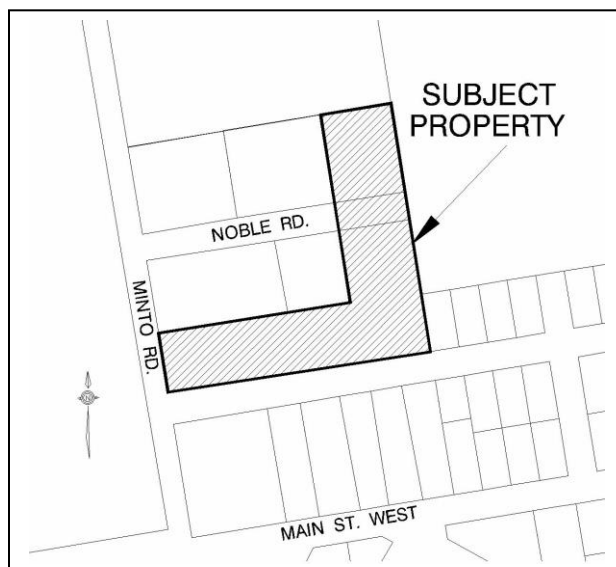 SUBJECT
PROPERTY
NOBLE RD.
MINTO RD.
N
MAIN ST. WEST